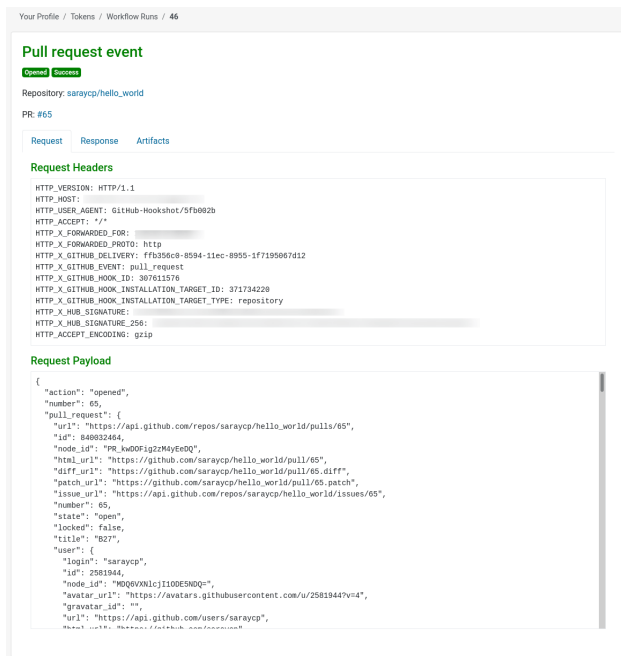 Your Profile / Tokens / Workflow Runs / 46
Pull request event
Opened Success
Repository: saraycp/hello_world
PR: #65
Request Response Artifacts
Request Headers
HTTP_VERSION: HTTP/1.1
HTTP_HOST:
HTTP_USER_AGENT: GitHub-Hookshot/5fb002b
HTTP_ACCEPT: */*
HTTP_X_FORWARDED_FOR:
HTTP_X_FORWARDED_PROTO: http
HTTP_X_GITHUB_DELIVERY: ffb356c0-8594-11ec-8955-1f7195067d12
HTTP_X_GITHUB_EVENT: pull_request
HTTP_X_GITHUB_HOOK_ID: 307611576
HTTP_X_GITHUB_HOOK_INSTALLATION_TARGET_ID: 371734220
HTTP_X_GITHUB_HOOK_INSTALLATION_TARGET_TYPE: repository
HTTP_X_HUB_SIGNATURE:
HTTP_X_HUB_SIGNATURE_256:
HTTP_ACCEPT_ENCODING: gzip
Request Payload
{
"action": "opened",
"number": 65,
"pull_request": {
"url": "https://api.github.com/repos/saraycp/hello_world/pulls/65",
"id": 840032464,
"node_id": "PR_kwDOFig2zM4yEeDQ",
"html_url": "https://github.com/saraycp/hello_world/pull/65",
"diff_url": "https://github.com/saraycp/hello_world/pull/65.diff",
"patch_url": "https://github.com/saraycp/hello_world/pull/65.patch",
"issue_url": "https://api.github.com/repos/saraycp/hello_world/issues/65",
"number": 65,
"state": "open",
"locked": false,
"title": "B27",
"user": {
"login": "saraycp",
"id": 2581944,
"node_id": "MDQ6VXNlcjI1ODE5NDQ=",
"avatar_url": "https://avatars.githubusercontent.com/u/2581944?v=4",
"gravatar_id": "",
"url": "https://api.github.com/users/saraycp",
"html_url": "https://github.com/saraycp"